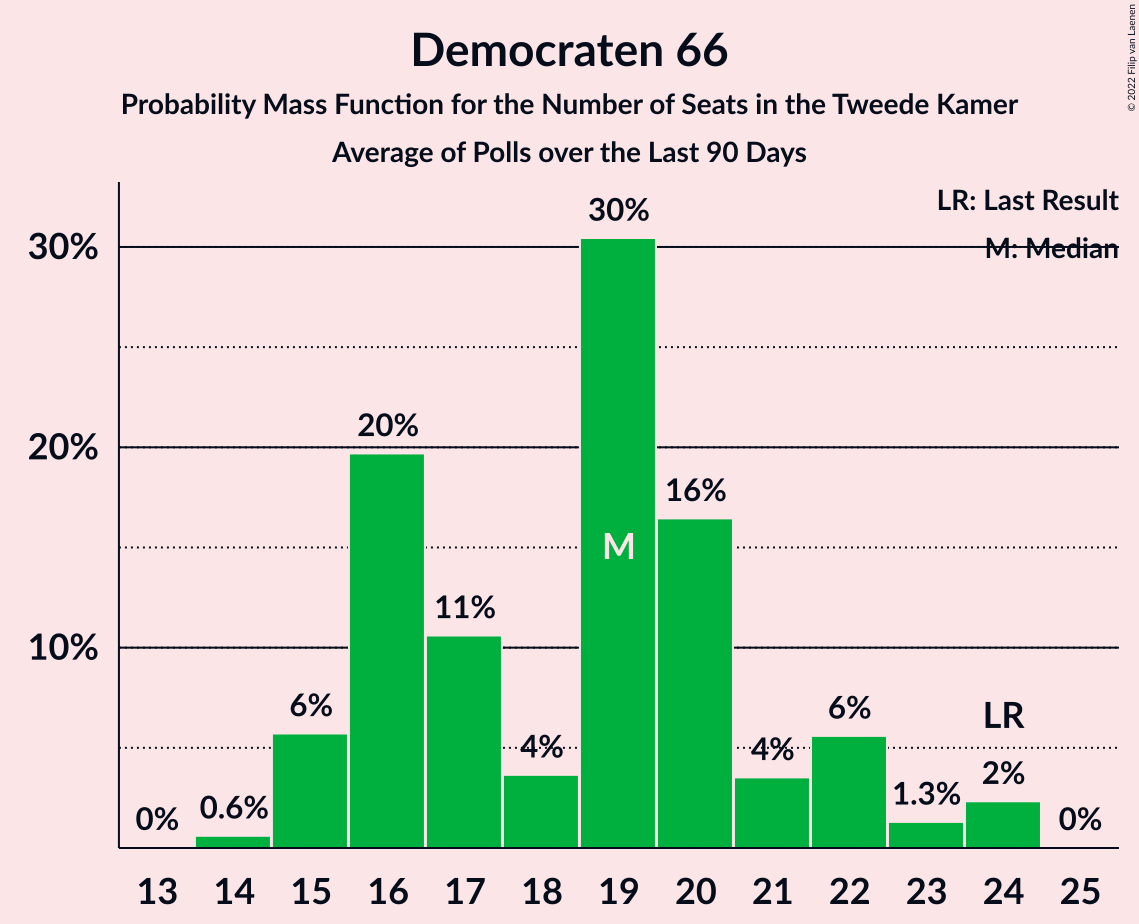 Democraten 66
Probability Mass Function for the Number of Seats in the Tweede Kamer
Average of Polls over the Last 90 Days
© 2022 Filip van Laenen
LR: Last Result
M: Median
30%
20%
10%
0%
0.6%
6%
20%
11%
4%
30%
M
16%
4%
6%
1.3%
LR
2%
0%
13 14 15 16 17 18 19 20 21 22 23 24 25